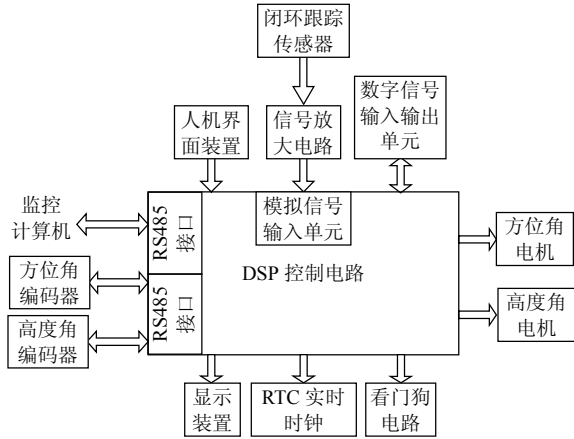 闭环跟踪
传感器
人机界
面装置
信号放
大电路
数字信号
输入输出
单元
监控
计算机
RS485
接口
模拟信号
输入单元
DSP 控制电路
方位角
电机
方位角
编码器
RS485
接口
高度角
编码器
高度角
电机
显示
装置
RTC 实时
时钟
看门狗
电路